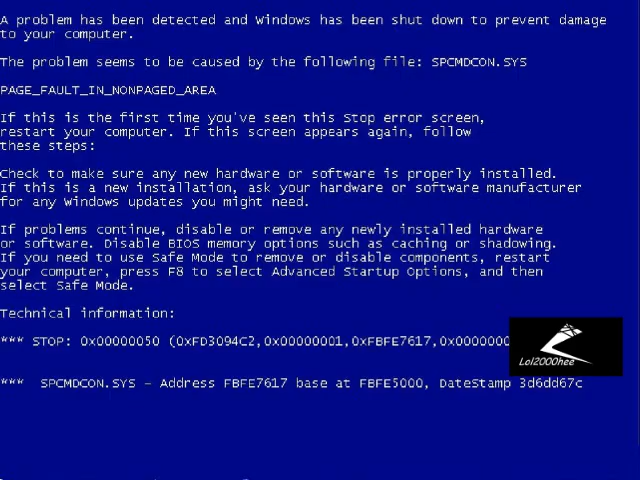 A problem has been detected and Windows has been shut down to prevent damage
to your computer.
The problem seems to be caused by the following file: SPCMDCON.SYS
PAGE_FAULT_IN_NONPAGED_AREA
If this is the first time you've seen this Stop error screen,
restart your computer. If this screen appears again, follow
these steps:
Check to make sure any new hardware or software is properly installed.
If this is a new installation, ask your hardware or software manufacturer
for any Windows updates you might need.
If problems continue, disable or remove any newly installed hardware
or software. Disable BIOS memory options such as caching or shadowing.
If you need to use Safe Mode to remove or disable components, restart
your computer, press F8 to select Advanced Startup Options, and then
select Safe Mode.
Technical information:
*** STOP: 0x00000050 (0xFD3094C2,0x00000001,0xFBFE7617,0x0000000
Lol2000hee
*** SPCMDCON.SYS - Address FBFE7617 base at FBFE5000, DateStamp 3d6dd67c